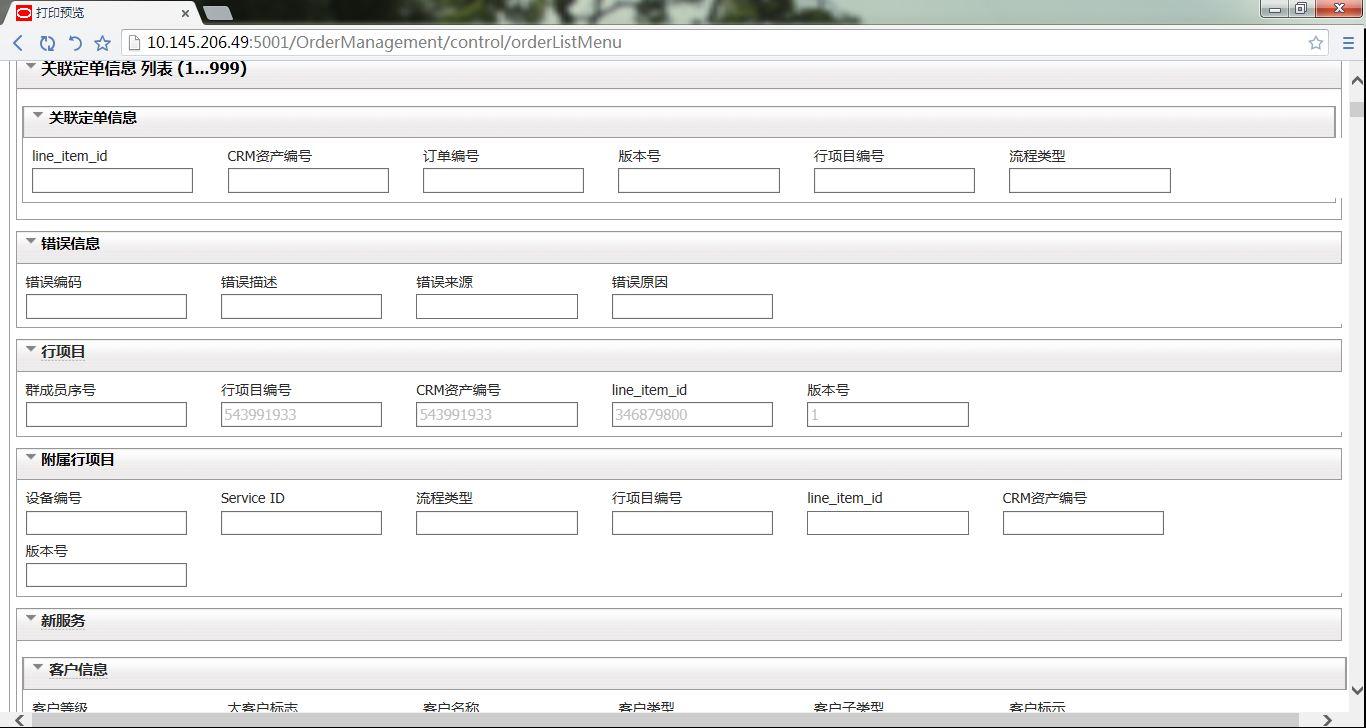 打印预览
10.145.206.49:5001/OrderManagement/control/orderListMenu
关联定单信息 列表 (1...999)
关联定单信息
line_item_id CRM资产编号 订单编号 版本号 行项目编号 流程类型
错误信息
错误编码 错误描述 错误来源 错误原因
行项目
群成员序号 行项目编号 CRM资产编号 line_item_id 版本号
543991933 543991933 346879800 1
附属行项目
设备编号 Service ID 流程类型 行项目编号 line_item_id CRM资产编号
版本号
新服务
客户信息
客户等级 大客户标志 客户名称 客户类型 客户子类型 客户标示